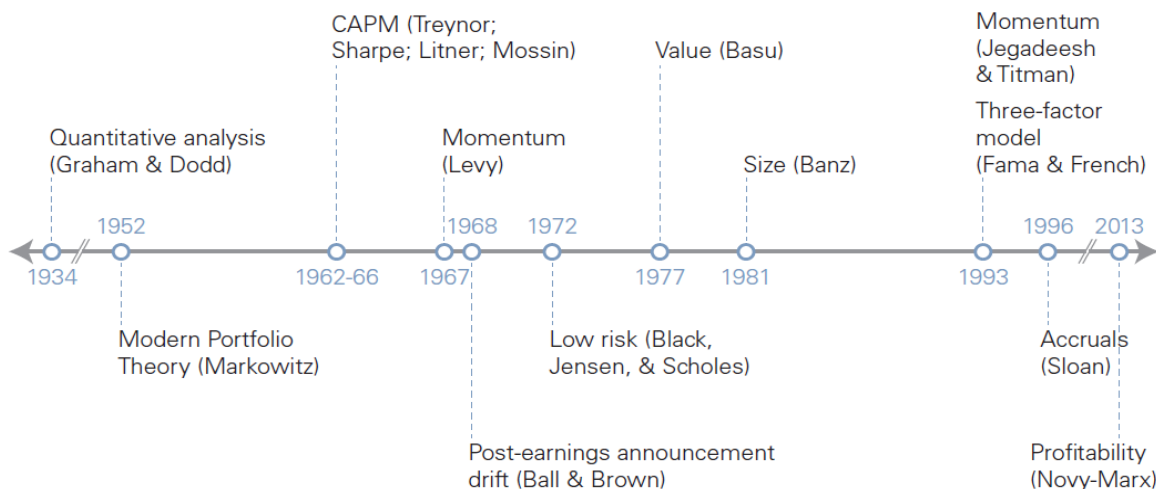 CAPM (Treynor;
Sharpe; Litner; Mossin)
Value (Basu)
Momentum
(Jegadeesh
& Titman)
Quantitative analysis
(Graham & Dodd)
Momentum
(Levy)
Size (Banz)
Three-factor
model
(Fama & French)
1952
1968
1972
1996
2013
1934
1962-66
1967
1977
1981
1993
Modern Portfolio
Theory (Markowitz)
Low risk (Black,
Jensen, & Scholes)
Accruals
(Sloan)
Post-earnings announcement
drift (Ball & Brown)
Profitability
(Novy-Marx)